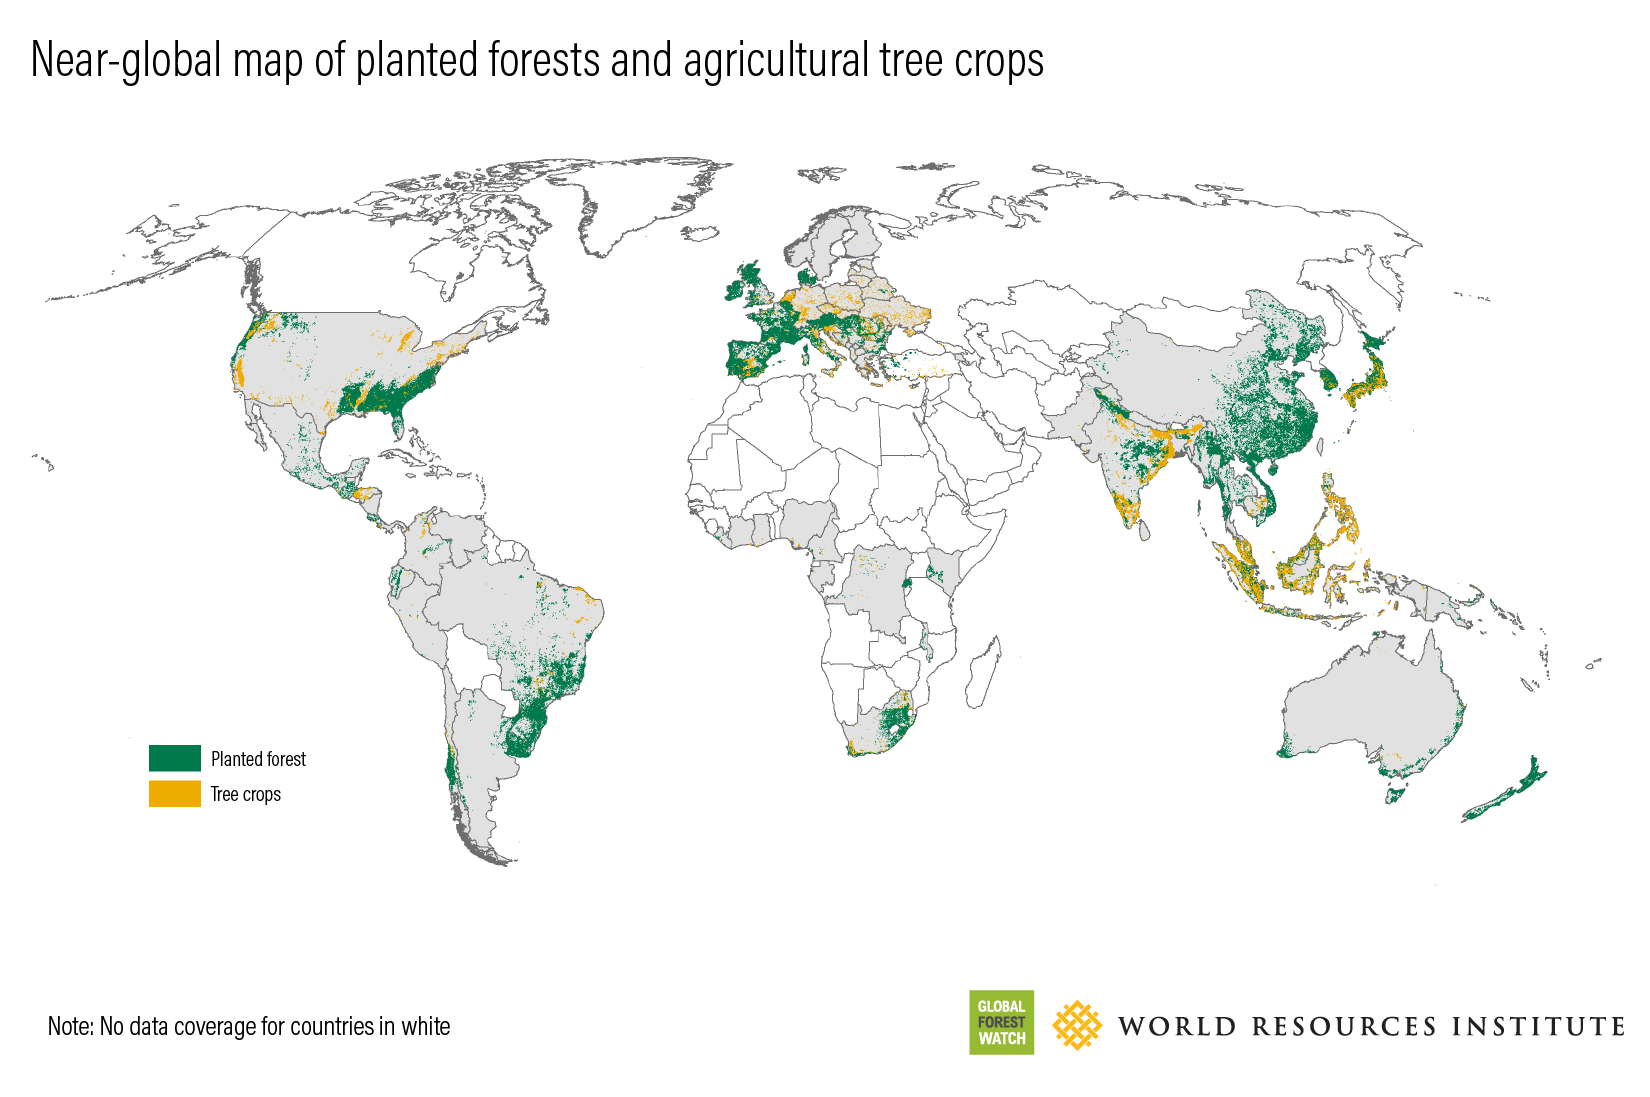 Near-global map of planted forests and agricultural tree crops
Planted forest
Tree crops
Note: No data coverage for countries in white
GLOBAL
FOREST
WATCH
WORLD RESOURCES INSTITUTE